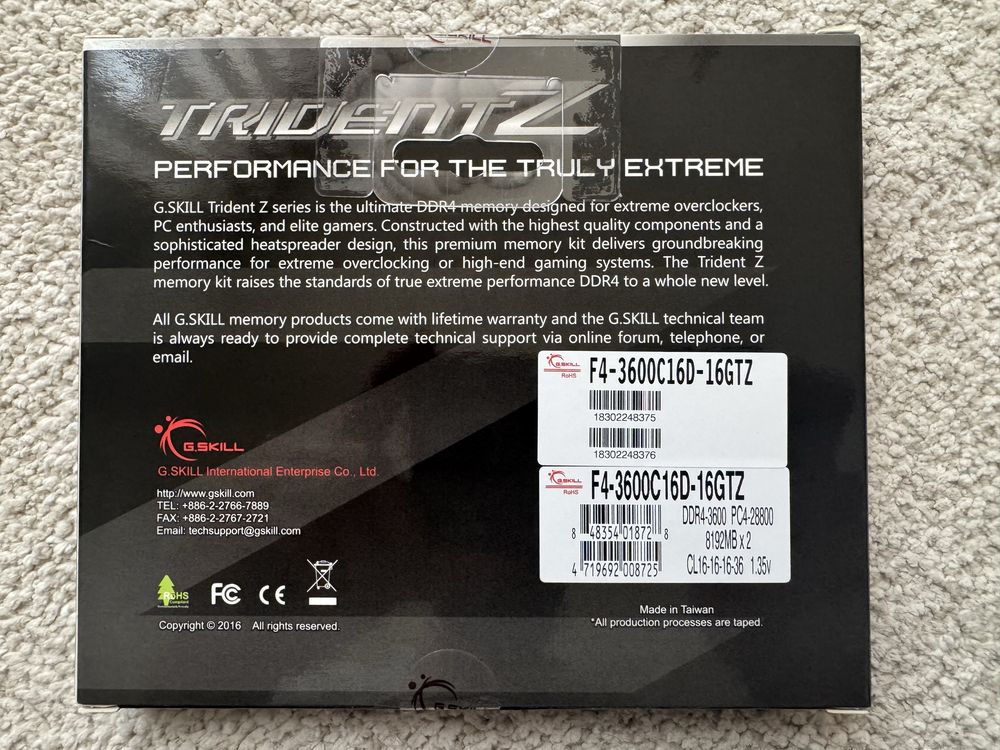 G.SKILL
TRIDENT Z
PERFORMANCE FOR THE TRULY EXTREME
G.SKILL Trident Z series is the ultimate DDR4 memory designed for extreme overclockers,
PC enthusiasts, and elite gamers. Constructed with the highest quality components and a
sophisticated heatspreader design, this premium memory kit delivers groundbreaking
performance for extreme overclocking or high-end gaming systems. The Trident Z
memory kit raises the standards of true extreme performance DDR4 to a whole new level.
All G.SKILL memory products come with lifetime warranty and the G.SKILL technical team
is always ready to provide complete technical support via online forum, telephone, or
email.
G.SKILL
RoHS
F4-3600C16D-16GTZ
18302248375
18302248376
G.SKILL
RoHS
F4-3600C16D-16GTZ
DDR4-3600 PC4-28800
8 48354 01872 8
8192MB x 2
4 719692 008725
CL16-16-16-36 1.35v
G.SKILL
G.SKILL International Enterprise Co., Ltd.
http://www.gskill.com
TEL: +886-2-2766-7889
FAX: +886-2-2767-2721
Email: techsupport@gskill.com
RoHS
Compliant
FC CE
Copyright © 2016 All rights reserved.
Made in Taiwan
*All production processes are taped.
G.SKILL